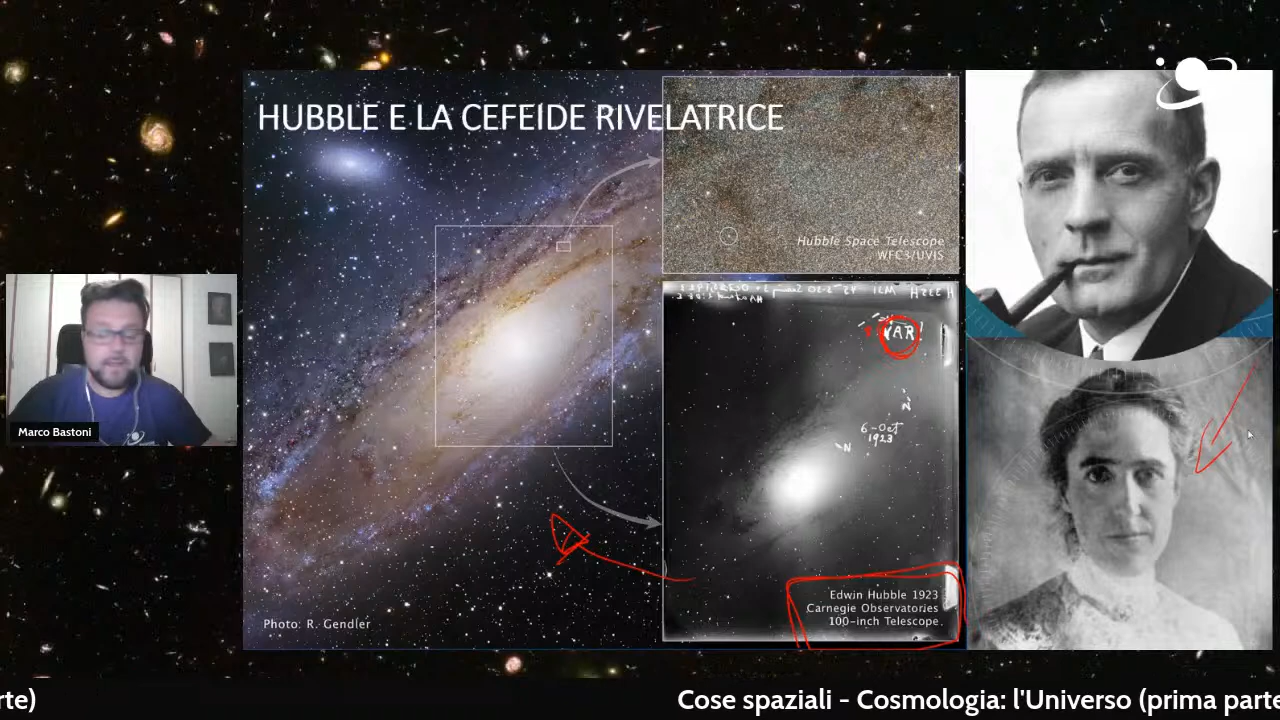 HUBBLE E LA CEFEIDE RIVELATRICE
Hubble Space Telescope
WFC3/UVIS
VAR!
N
6-Oct
1923
N
Marco Bastoni
Edwin Hubble 1923
Carnegie Observatories
100-inch Telescope
Photo: R. Gendler
rte)
Cose spaziali - Cosmologia: l'Universo (prima parte